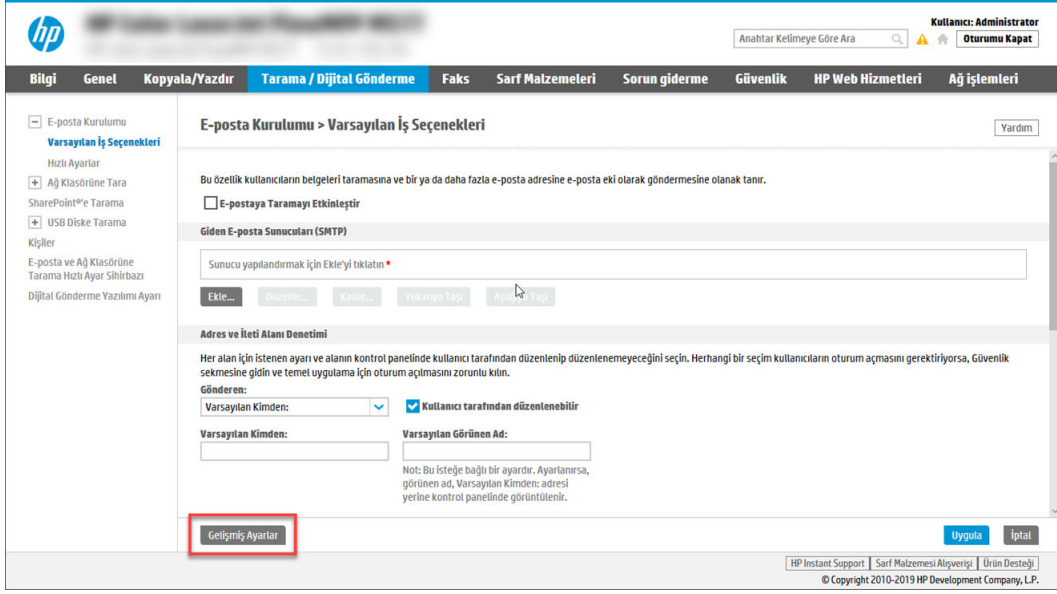 hp
Kullanıcı: Administrator
Anahtar Kelimeye Göre Ara
Oturumu Kapat
Bilgi Genel Kopyala/Yazdır Tarama / Dijital Gönderme Faks Sarf Malzemeleri Sorun giderme Güvenlik HP Web Hizmetleri Ağ işlemleri
E-posta Kurulumu
Varsayılan İş Seçenekleri
Hızlı Ayarlar
Ağ Klasörüne Tara
SharePoint®'e Tarama
USB Diske Tarama
Kişiler
E-posta ve Ağ Klasörüne
Tarama Hızlı Ayar Sihirbazı
Dijital Gönderme Yazılımı Ayarı
E-posta Kurulumu > Varsayılan İş Seçenekleri
Yardım
Bu özellik kullanıcıların belgeleri taramasına ve bir ya da daha fazla e-posta adresine e-posta eki olarak göndermesine olanak tanır.
E-postaya Taramayı Etkinleştir
Giden E-posta Sunucuları (SMTP)
Sunucu yapılandırmak için Ekle'yi tıklatın *
Ekle... Düzenle... Kaldır... Yukarıya Taşı Aşağıya Taşı
Adres ve İleti Alanı Denetimi
Her alan için istenen ayarı ve alanın kontrol panelinde kullanıcı tarafından düzenlenip düzenlenemeyeceğini seçin. Herhangi bir seçim kullanıcıların oturum açmasını gerektiriyorsa, Güvenlik
sekmesine gidin ve temel uygulama için oturum açılmasını zorunlu kılın.
Gönderen:
Varsayılan Kimden:
Kullanıcı tarafından düzenlenebilir
Varsayılan Kimden: Varsayılan Görünen Ad:
Not: Bu isteğe bağlı bir ayardır. Ayarlanırsa,
görünen ad, Varsayılan Kimden: adresi
yerine kontrol panelinde görüntülenir.
Gelişmiş Ayarlar
Uygula İptal
HP Instant Support Sarf Malzemesi Alışverişi Ürün Desteği
© Copyright 2010-2019 HP Development Company, L.P.